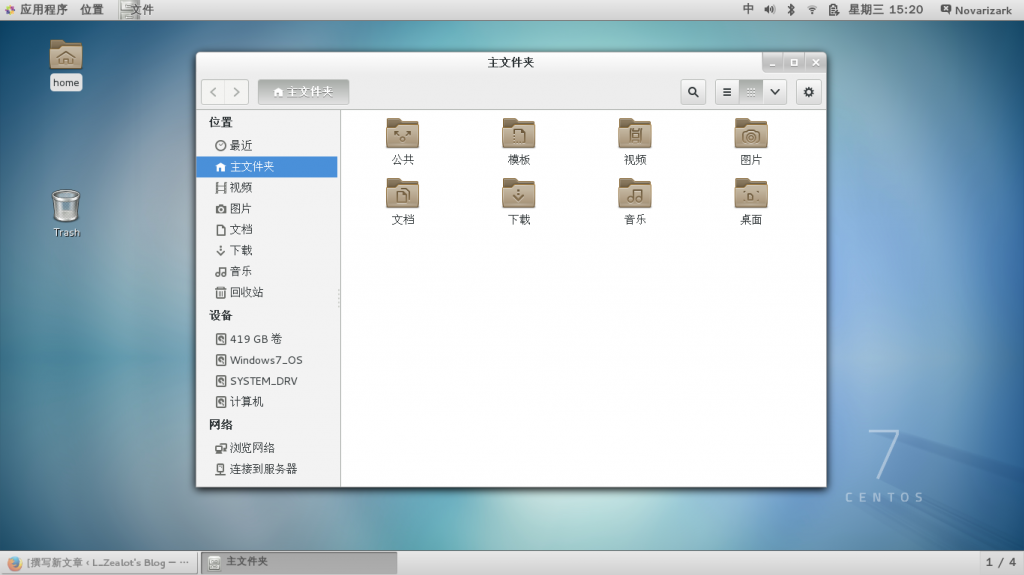 应用程序 位置 文件 中 星期三 15:20 Novarizark
home
Trash
主文件夹
主文件夹
位置
最近
主文件夹
视频
图片
文档
下载
音乐
回收站
设备
419 GB 卷
Windows7_OS
SYSTEM_DRV
计算机
网络
浏览网络
连接到服务器
公共 模板 视频 图片
文档 下载 音乐 桌面
7
CENTOS
[撰写新文章 ‹ L_Zealot's Blog — ··· 主文件夹 1 / 4